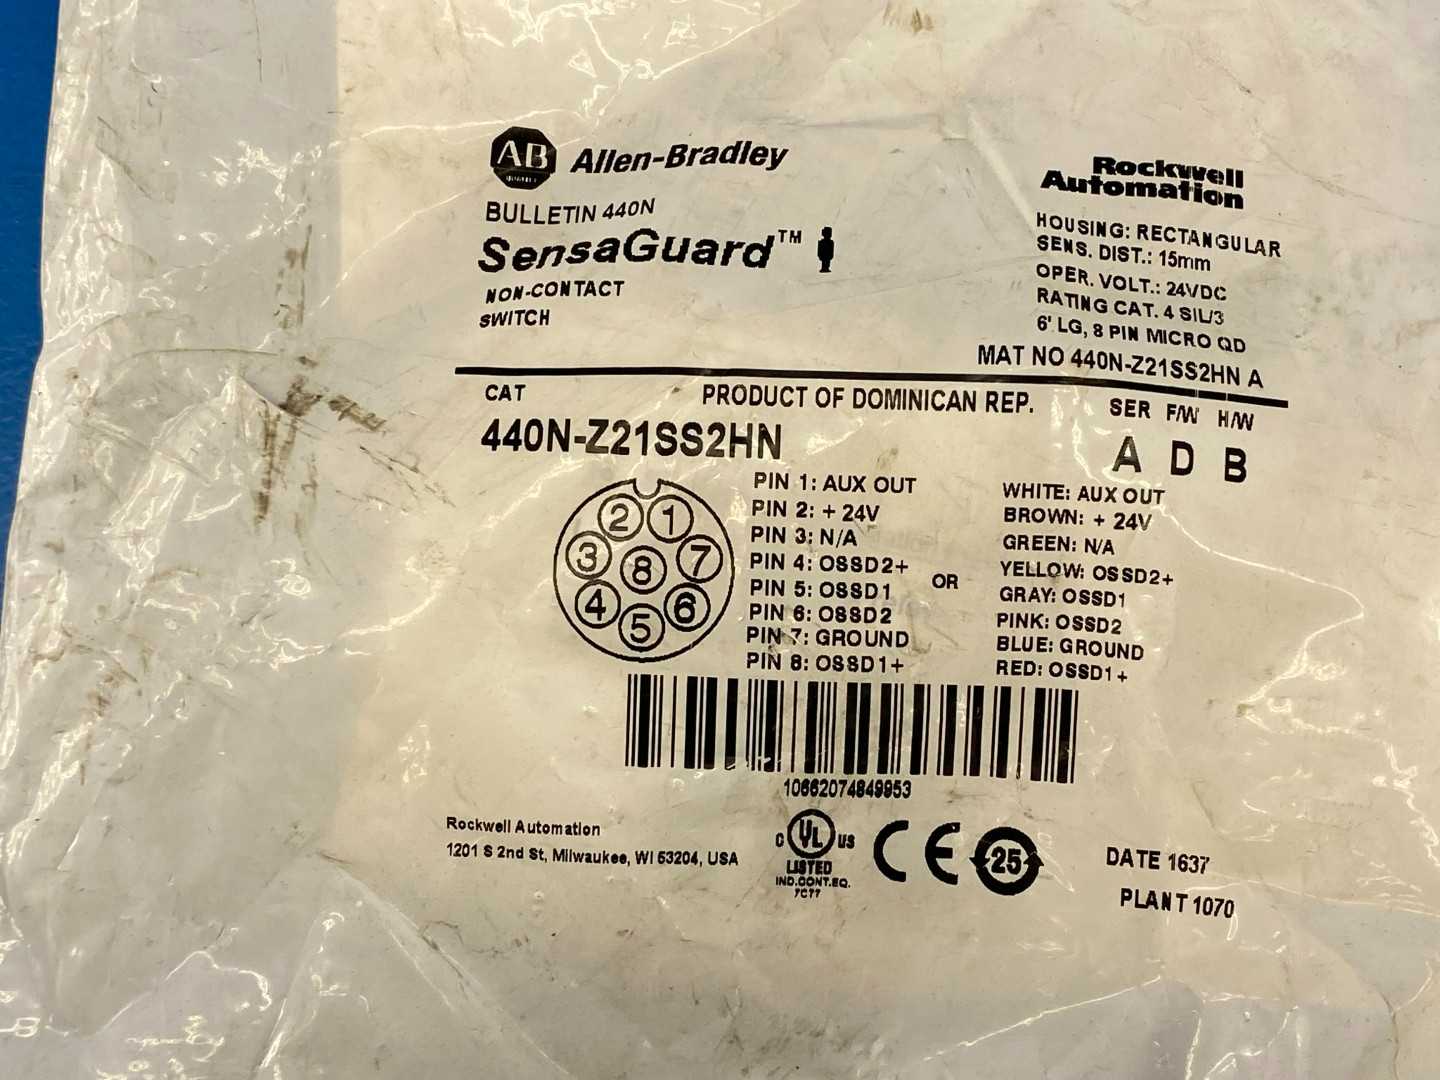 AB
QUALITY
Allen-Bradley
BULLETIN 440N
SensaGuard™
NON-CONTACT
SWITCH
Rockwell
Automation
HOUSING: RECTANGULAR
SENS. DIST.: 15mm
OPER. VOLT.: 24VDC
RATING CAT. 4 SIL/3
6' LG, 8 PIN MICRO QD
MAT NO 440N-Z21SS2HN A
CAT
PRODUCT OF DOMINICAN REP.
SER F/W H/W
440N-Z21SS2HN
A D B
2 1
3 8 7
4 5 6
PIN 1: AUX OUT
PIN 2: + 24V
PIN 3: N/A
PIN 4: OSSD2+
PIN 5: OSSD1
PIN 6: OSSD2
PIN 7: GROUND
PIN 8: OSSD1+
OR
WHITE: AUX OUT
BROWN: + 24V
GREEN: N/A
YELLOW: OSSD2+
GRAY: OSSD1
PINK: OSSD2
BLUE: GROUND
RED: OSSD1+
10662074849953
Rockwell Automation
1201 S 2nd St, Milwaukee, WI 53204, USA
C UL US
LISTED
IND.CONT.EQ.
7C77
CE
25
DATE 1637
PLANT 1070